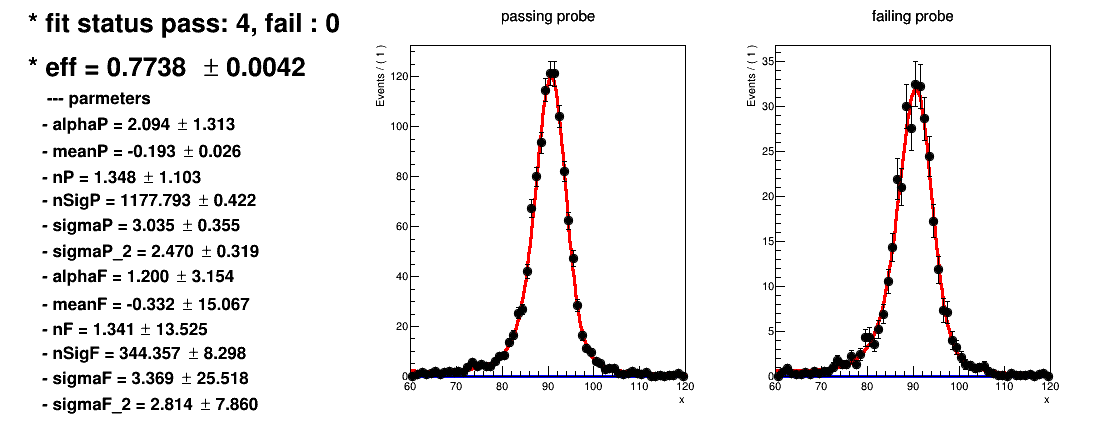 * fit status pass: 4, fail : 0
* eff = 0.7738 ± 0.0042
--- parmeters
- alphaP = 2.094 ± 1.313
- meanP = -0.193 ± 0.026
- nP = 1.348 ± 1.103
- nSigP = 1177.793 ± 0.422
- sigmaP = 3.035 ± 0.355
- sigmaP_2 = 2.470 ± 0.319
- alphaF = 1.200 ± 3.154
- meanF = -0.332 ± 15.067
- nF = 1.341 ± 13.525
- nSigF = 344.357 ± 8.298
- sigmaF = 3.369 ± 25.518
- sigmaF_2 = 2.814 ± 7.860
passing probe
Events / ( 1 )
120
100
80
60
40
20
0
60 70 80 90 100 110 120
x
failing probe
Events / ( 1 )
35
30
25
20
15
10
5
0
60 70 80 90 100 110 120
x